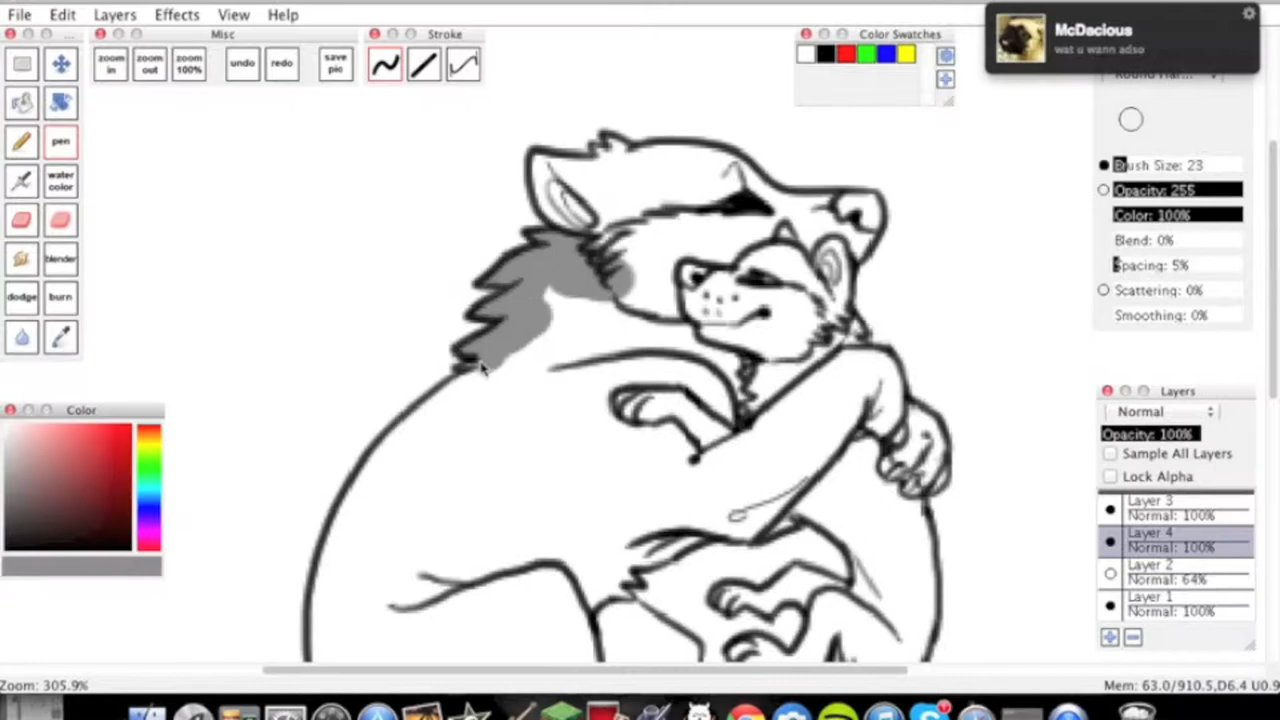 File Edit Layers Effects View Help
... Misc Stroke Color Swatches
McDacious
wat u wann adso
zoom in zoom out zoom 100% undo redo save pic
Round Har...
pen
water color
blender
dodge burn
Brush Size: 23
Opacity: 255
Color: 100%
Blend: 0%
Spacing: 5%
Scattering: 0%
Smoothing: 0%
Color
Layers
Normal
Opacity: 100%
Sample All Layers
Lock Alpha
Layer 3
Normal: 100%
Layer 4
Normal: 100%
Layer 2
Normal: 64%
Layer 1
Normal: 100%
Zoom: 305.9% Mem: 63.0/910.5,D6.4 U0.9